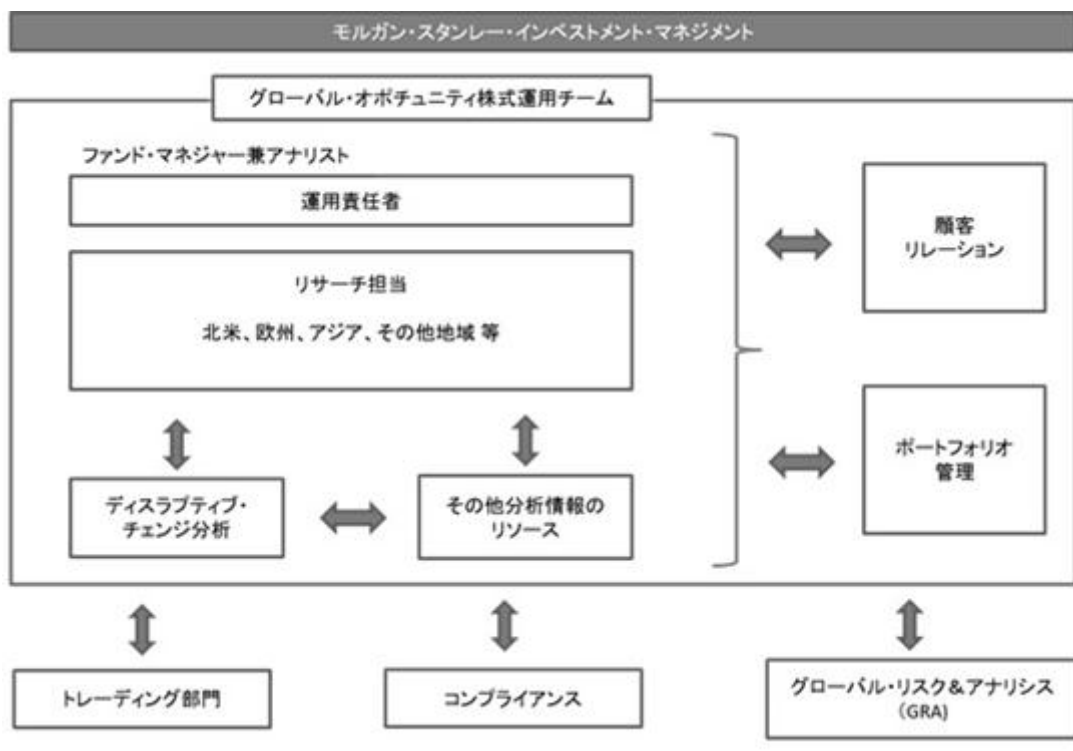 モルガン・スタンレー・インベストメント・マネジメント
グローバル・オポチュニティ株式運用チーム
ファンド・マネジャー兼アナリスト
運用責任者
リサーチ担当
北米、欧州、アジア、その他地域 等
ディスラプティブ・
チェンジ分析
その他分析情報の
リソース
顧客
リレーション
ポートフォリオ
管理
トレーディング部門
コンプライアンス
グローバル・リスク&アナリシス
(GRA)